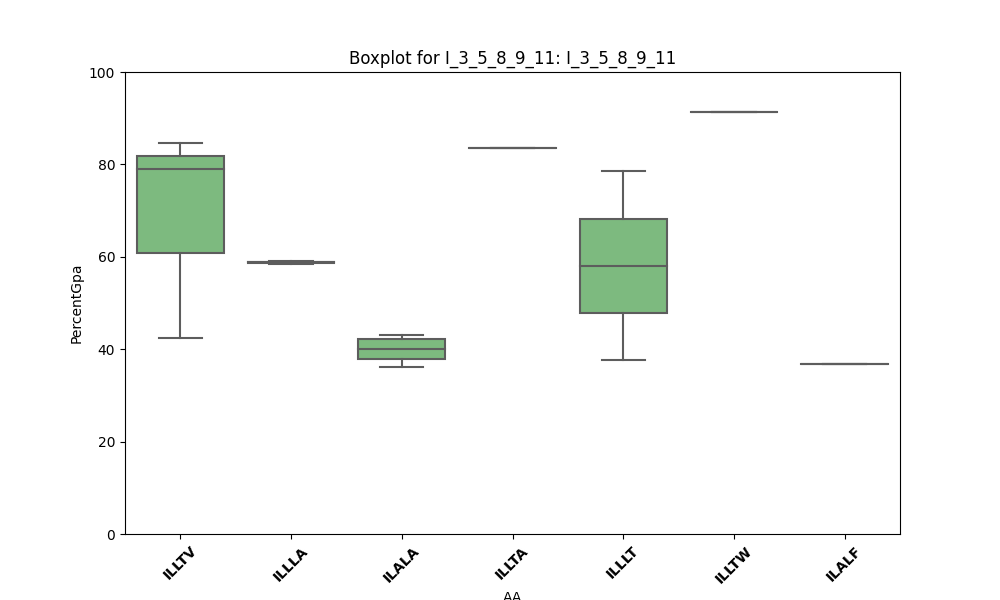 Boxplot for I_3_5_8_9_11: I_3_5_8_9_11
100
80
60
40
20
0
PercentGpa
ILLTV
ILLLA
ILALA
ILLTA
ILLLT
ILLTW
ILALF
AA